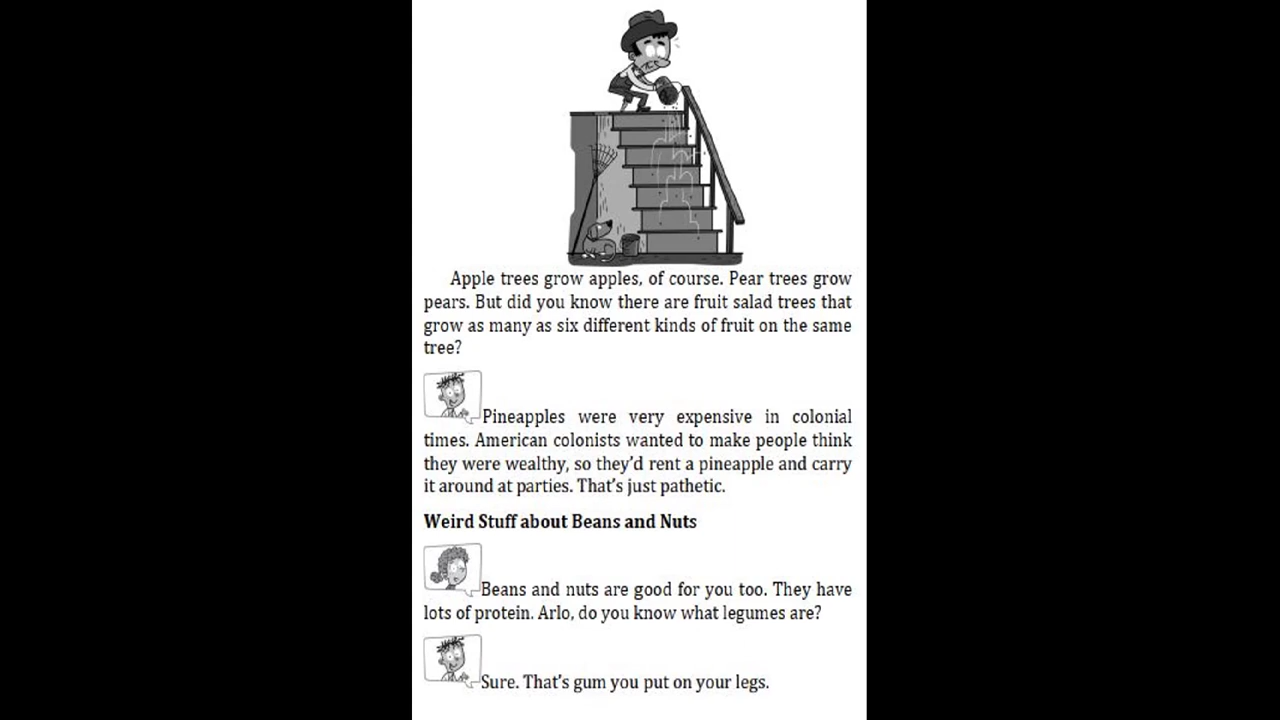 Apple trees grow apples, of course. Pear trees grow
pears. But did you know there are fruit salad trees that
grow as many as six different kinds of fruit on the same
tree?
Pineapples were very expensive in colonial
times. American colonists wanted to make people think
they were wealthy, so they’d rent a pineapple and carry
it around at parties. That’s just pathetic.
Weird Stuff about Beans and Nuts
Beans and nuts are good for you too. They have
lots of protein. Arlo, do you know what legumes are?
Sure. That’s gum you put on your legs.